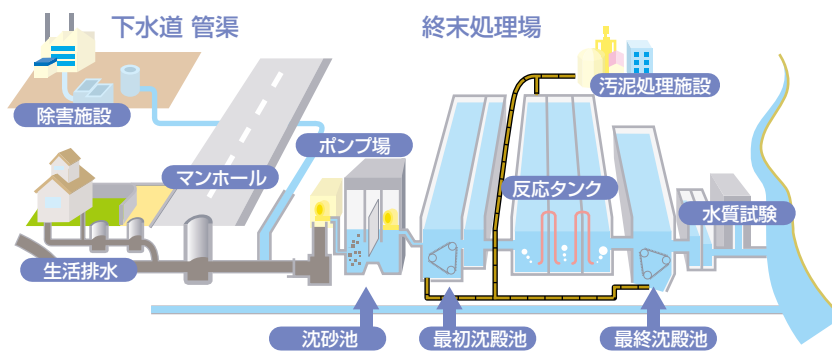 下水道 管渠
終末処理場
汚泥処理施設
除害施設
ポンプ場
マンホール
反応タンク
水質試験
生活排水
沈砂池
最初沈殿池
最終沈殿池